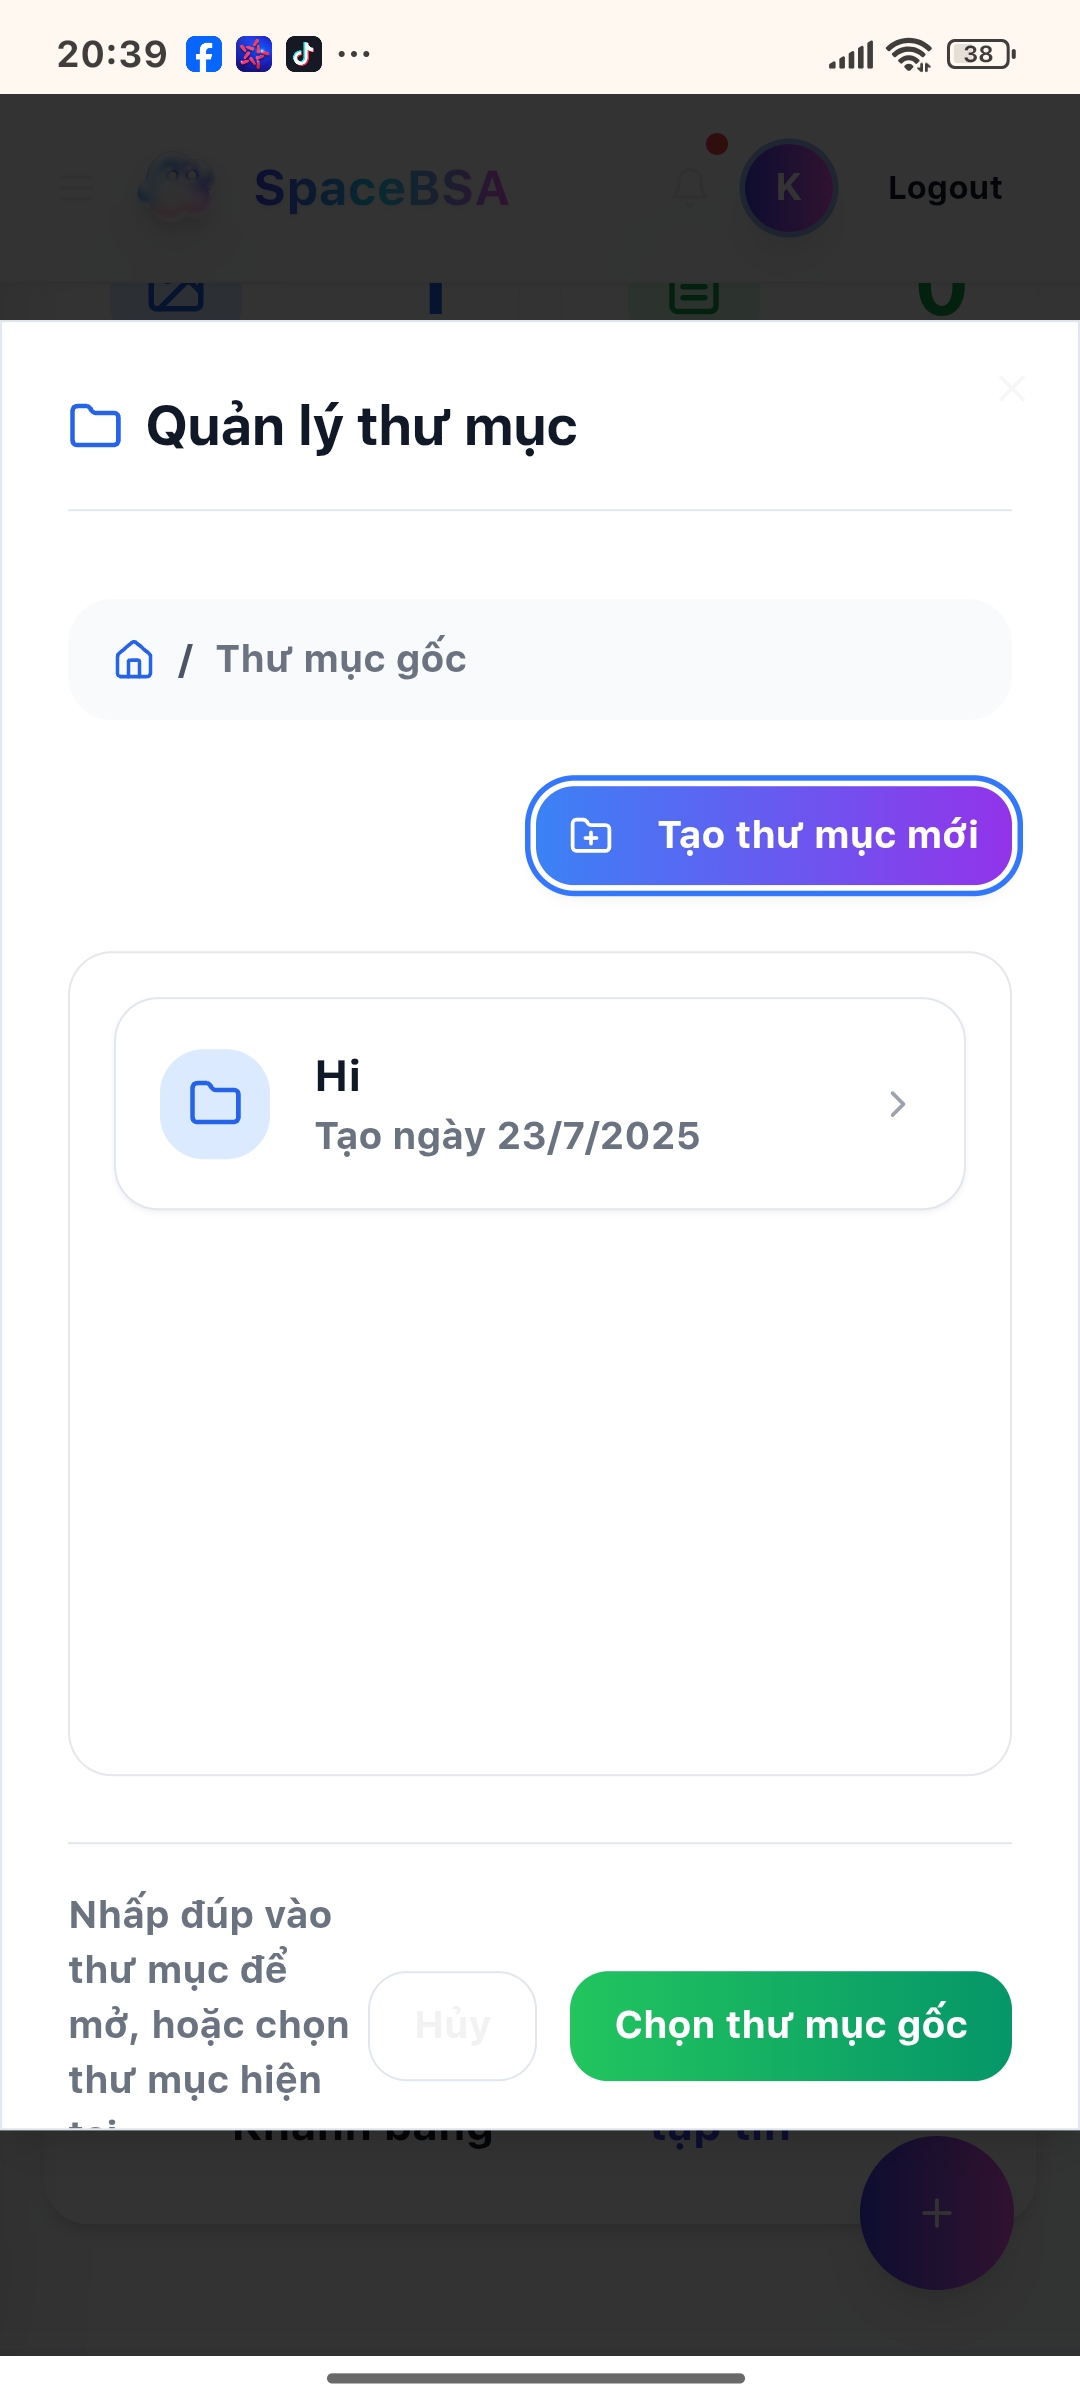 20:39
38
SpaceBSA
K
Logout
Quản lý thư mục
/ Thư mục gốc
Tạo thư mục mới
Hi
Tạo ngày 23/7/2025
Nhấp đúp vào
thư mục để
mở, hoặc chọn
thư mục hiện
Hủy
Chọn thư mục gốc
tập tin